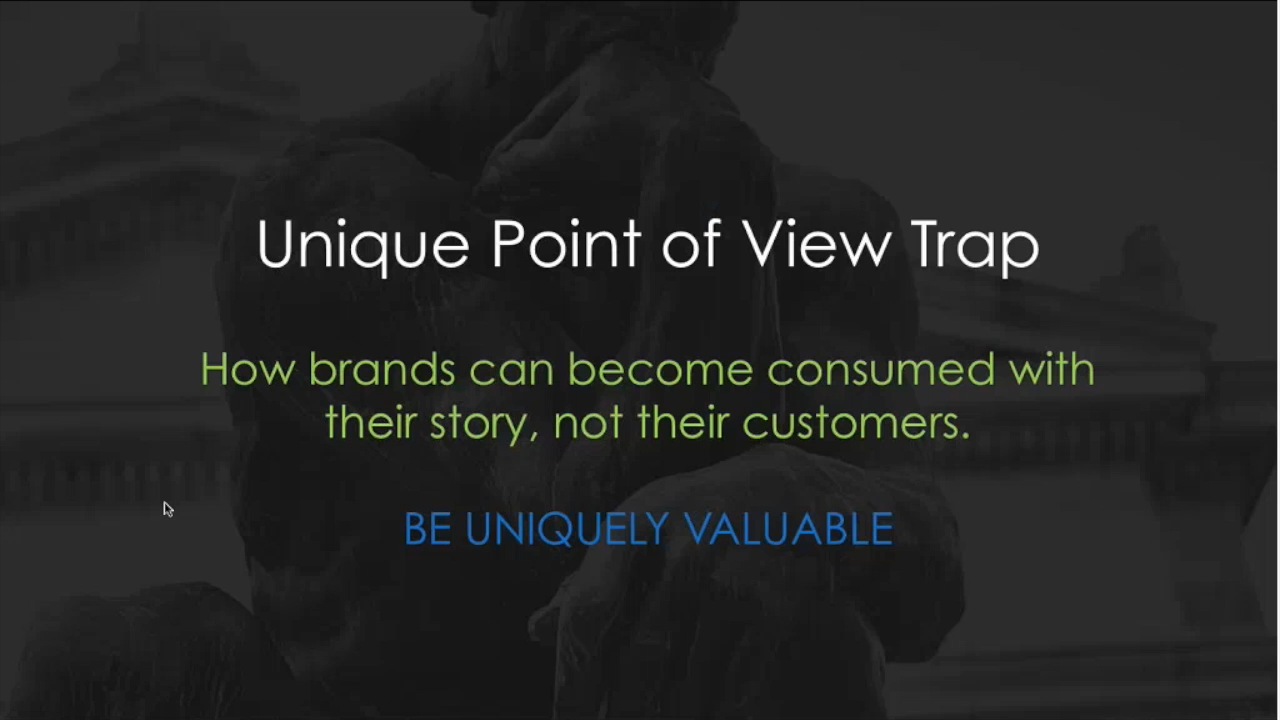 Unique Point of View Trap
How brands can become consumed with
their story, not their customers.
BE UNIQUELY VALUABLE